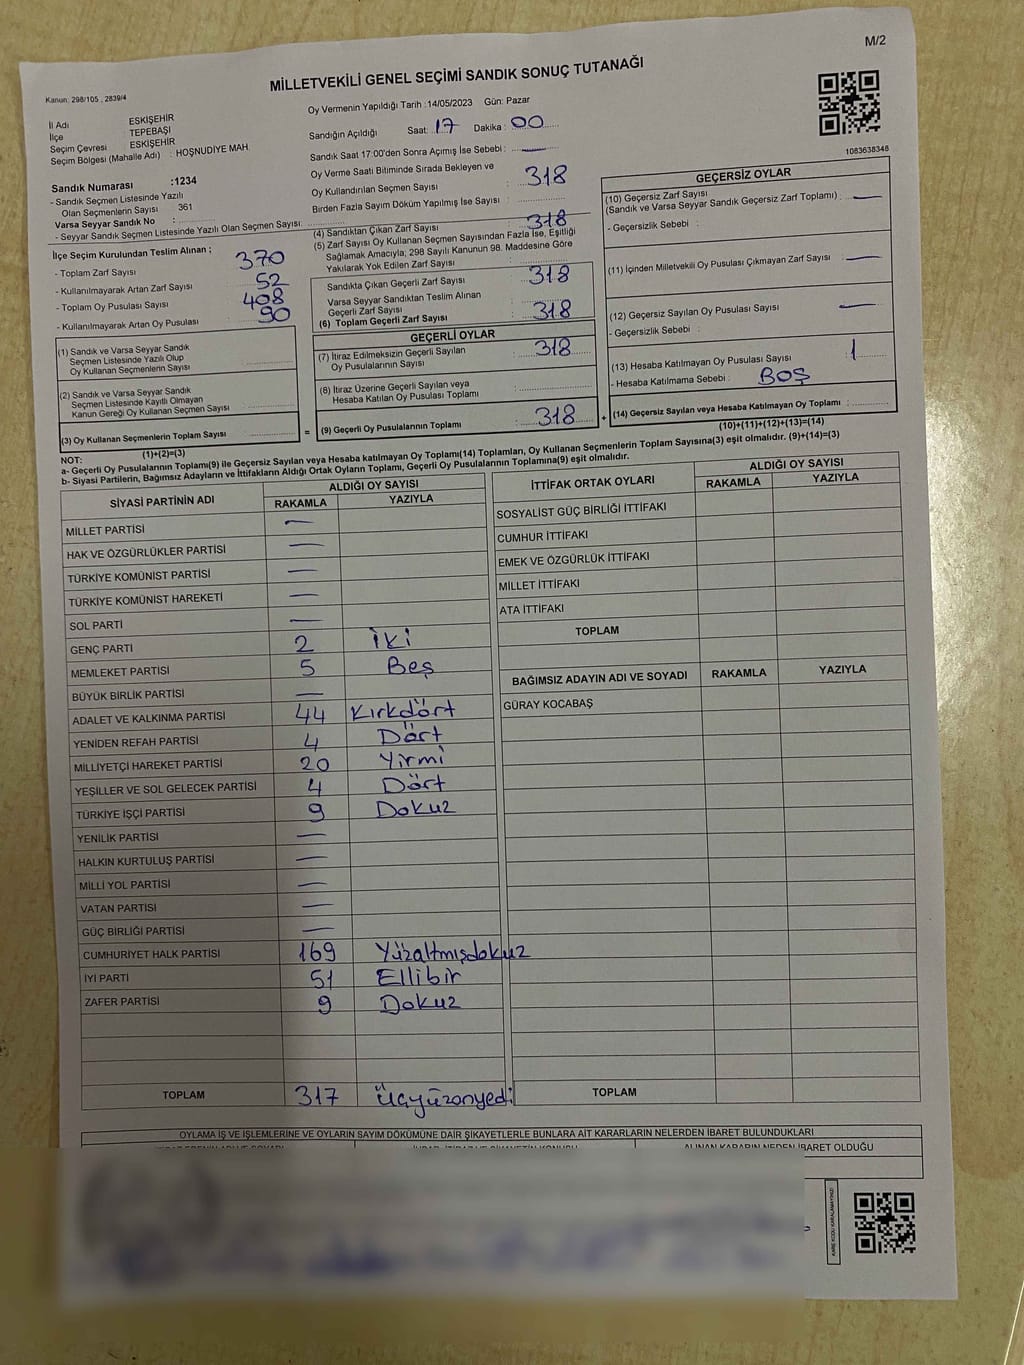 M/2
MİLLETVEKİLİ GENEL SEÇİMİ SANDIK SONUÇ TUTANAĞI
Kanun: 298/105 , 2839/4
İl Adı ESKİŞEHİR
İlçe TEPEBAŞI
Seçim Çevresi : ESKİŞEHİR
Seçim Bölgesi (Mahalle Adı) : HOŞNUDİYE MAH.
Sandık Numarası :1234
- Sandık Seçmen Listesinde Yazılı
Olan Seçmenlerin Sayısı 361
Varsa Seyyar Sandık No :
- Seyyar Sandık Seçmen Listesinde Yazılı Olan Seçmen Sayısı:
Oy Vermenin Yapıldığı Tarih :14/05/2023 Gün: Pazar
Sandığın Açıldığı Saat: 17 Dakika : 00
Sandık Saat 17:00'den Sonra Açımış İse Sebebi : —
Oy Verme Saati Bitiminde Sırada Bekleyen ve
Oy Kullandırılan Seçmen Sayısı : 318
Birden Fazla Sayım Döküm Yapılmış İse Sayısı :
1083638348
İlçe Seçim Kurulundan Teslim Alınan ;
- Toplam Zarf Sayısı 370
- Kullanılmayarak Artan Zarf Sayısı 52
- Toplam Oy Pusulası Sayısı 408
- Kullanılmayarak Artan Oy Pusulası 90
(4) Sandıktan Çıkan Zarf Sayısı : 318
(5) Zarf Sayısı Oy Kullanan Seçmen Sayısından Fazla İse, Eşitliği
Sağlamak Amacıyla, 298 Sayılı Kanunun 98. Maddesine Göre
Yakılarak Yok Edilen Zarf Sayısı :
Sandıkta Çıkan Geçerli Zarf Sayısı : 318
Varsa Seyyar Sandıktan Teslim Alınan
Geçerli Zarf Sayısı :
(6) Toplam Geçerli Zarf Sayısı : 318
GEÇERSİZ OYLAR
(10) Geçersiz Zarf Sayısı
(Sandık ve Varsa Seyyar Sandık Geçersiz Zarf Toplamı) : —
- Geçersizlik Sebebi :
(11) İçinden Milletvekili Oy Pusulası Çıkmayan Zarf Sayısı : —
(12) Geçersiz Sayılan Oy Pusulası Sayısı : —
- Geçersizlik Sebebi :
(13) Hesaba Katılmayan Oy Pusulası Sayısı : 1
- Hesaba Katılmama Sebebi : BOŞ
(14) Geçersiz Sayılan veya Hesaba Katılmayan Oy Toplamı :
(10)+(11)+(12)+(13)=(14)
(1) Sandık ve Varsa Seyyar Sandık
Seçmen Listesinde Yazılı Olup
Oy Kullanan Seçmenlerin Sayısı
(2) Sandık ve Varsa Seyyar Sandık
Seçmen Listesinde Kayıtlı Olmayan
Kanun Gereği Oy Kullanan Seçmen Sayısı
(3) Oy Kullanan Seçmenlerin Toplam Sayısı =
(1)+(2)=(3)
GEÇERLİ OYLAR
(7) İtiraz Edilmeksizin Geçerli Sayılan
Oy Pusulalarının Sayısı : 318
(8) İtiraz Üzerine Geçerli Sayılan veya
Hesaba Katılan Oy Pusulası Toplamı :
(9) Geçerli Oy Pusulalarının Toplamı : 318 +
NOT:
a- Geçerli Oy Pusulalarının Toplamı(9) ile Geçersiz Sayılan veya Hesaba katılmayan Oy Toplamı(14) Toplamları, Oy Kullanan Seçmenlerin Toplam Sayısına(3) eşit olmalıdır. (9)+(14)=(3)
b- Siyasi Partilerin, Bağımsız Adayların ve İttifakların Aldığı Ortak Oyların Toplamı, Geçerli Oy Pusulalarının Toplamına(9) eşit olmalıdır.
SİYASİ PARTİNİN ADI ALDIĞI OY SAYISI
RAKAMLA YAZIYLA
MİLLET PARTİSİ —
HAK VE ÖZGÜRLÜKLER PARTİSİ —
TÜRKİYE KOMÜNİST PARTİSİ —
TÜRKİYE KOMÜNİST HAREKETİ —
SOL PARTİ —
GENÇ PARTİ 2 İki
MEMLEKET PARTİSİ 5 Beş
BÜYÜK BİRLİK PARTİSİ —
ADALET VE KALKINMA PARTİSİ 44 Kırkdört
YENİDEN REFAH PARTİSİ 4 Dört
MİLLİYETÇİ HAREKET PARTİSİ 20 Yirmi
YEŞİLLER VE SOL GELECEK PARTİSİ 4 Dört
TÜRKİYE İŞÇİ PARTİSİ 9 Dokuz
YENİLİK PARTİSİ —
HALKIN KURTULUŞ PARTİSİ —
MİLLİ YOL PARTİSİ —
VATAN PARTİSİ —
GÜÇ BİRLİĞİ PARTİSİ —
CUMHURİYET HALK PARTİSİ 169 Yüzaltmışdokuz
İYİ PARTİ 51 Ellibir
ZAFER PARTİSİ 9 Dokuz
TOPLAM 317 Üçyüzonyedi
İTTİFAK ORTAK OYLARI ALDIĞI OY SAYISI
RAKAMLA YAZIYLA
SOSYALİST GÜÇ BİRLİĞİ İTTİFAKI
CUMHUR İTTİFAKI
EMEK VE ÖZGÜRLÜK İTTİFAKI
MİLLET İTTİFAKI
ATA İTTİFAKI
TOPLAM
BAĞIMSIZ ADAYIN ADI VE SOYADI RAKAMLA YAZIYLA
GÜRAY KOCABAŞ
TOPLAM
OYLAMA İŞ VE İŞLEMLERİNE VE OYLARIN SAYIM DÖKÜMÜNE DAİR ŞİKAYETLERLE BUNLARA AİT KARARLARIN NELERDEN İBARET BULUNDUKLARI
ALINAN KARARIN NEDEN İBARET OLDUĞU
KARE KODU KARALAMAYINIZ!